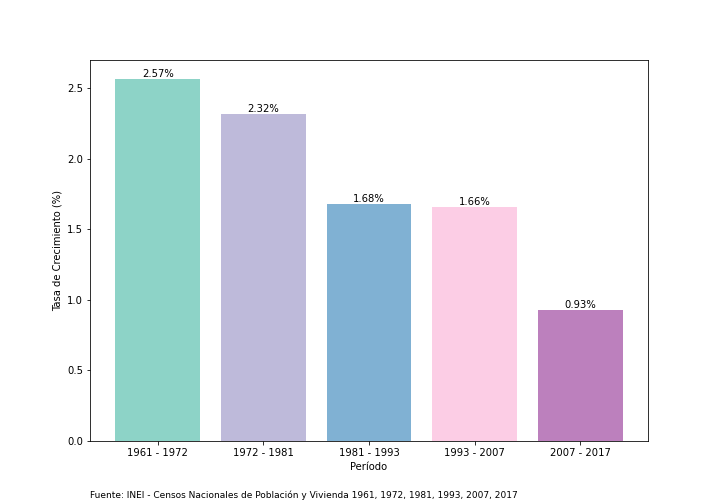 2.57%
2.32%
1.68%
1.66%
0.93%
2.5
2.0
1.5
1.0
0.5
0.0
Tasa de Crecimiento (%)
1961 - 1972
1972 - 1981
1981 - 1993
1993 - 2007
2007 - 2017
Período
Fuente: INEI - Censos Nacionales de Población y Vivienda 1961, 1972, 1981, 1993, 2007, 2017